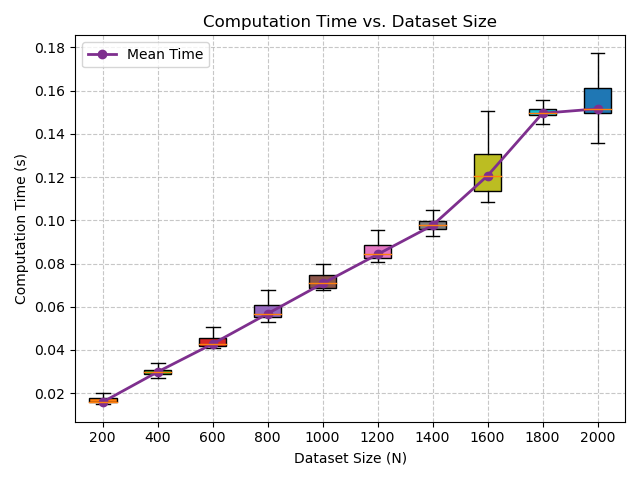 Computation Time vs. Dataset Size
Mean Time
Computation Time (s)
0.18
0.16
0.14
0.12
0.10
0.08
0.06
0.04
0.02
200 400 600 800 1000 1200 1400 1600 1800 2000
Dataset Size (N)